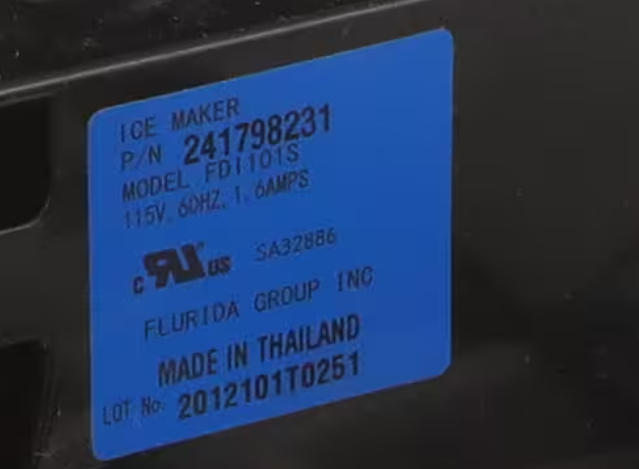 ICE MAKER
P/N 241798231
MODEL FDI101S
115V, 60HZ, 1.6AMPS
c RU US SA32886
FLURIDA GROUP INC
MADE IN THAILAND
LOT No. 2012101T0251